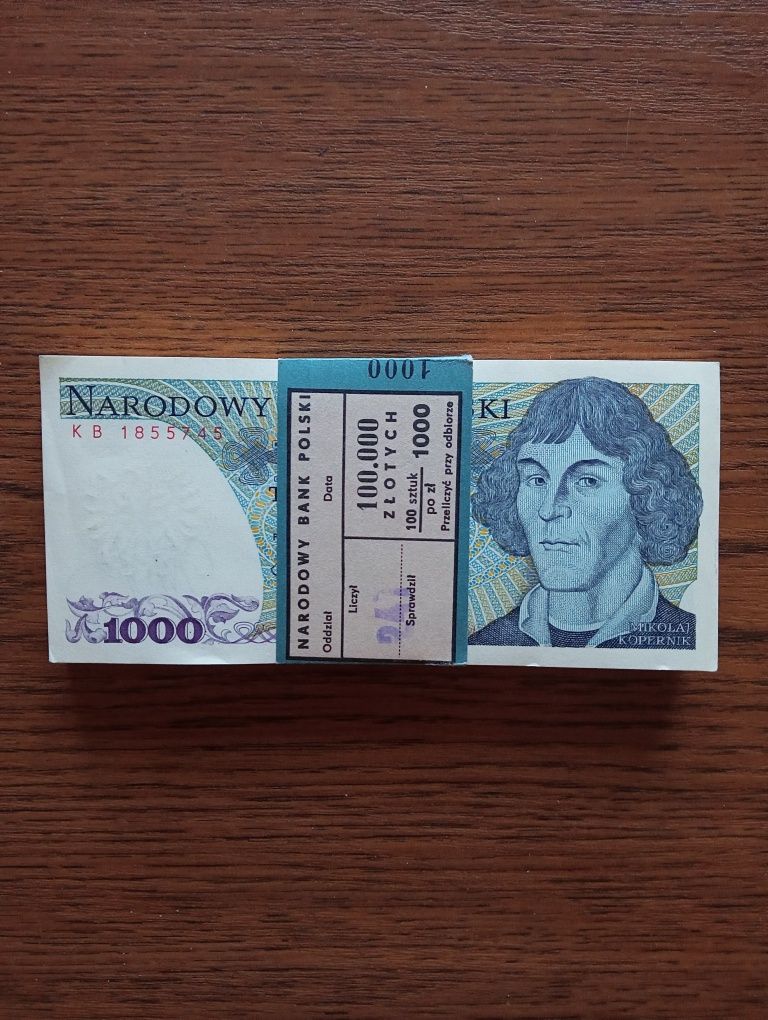 NARODOWY
SKI
KB 1855745
1000
MIKOŁAJ
KOPERNIK
1000
NARODOWY BANK POLSKI
Oddział
Data
Liczył
Sprawdził
100.000
ZŁOTYCH
100 sztuk
po zł
1000
Przeliczyć przy odbiorze